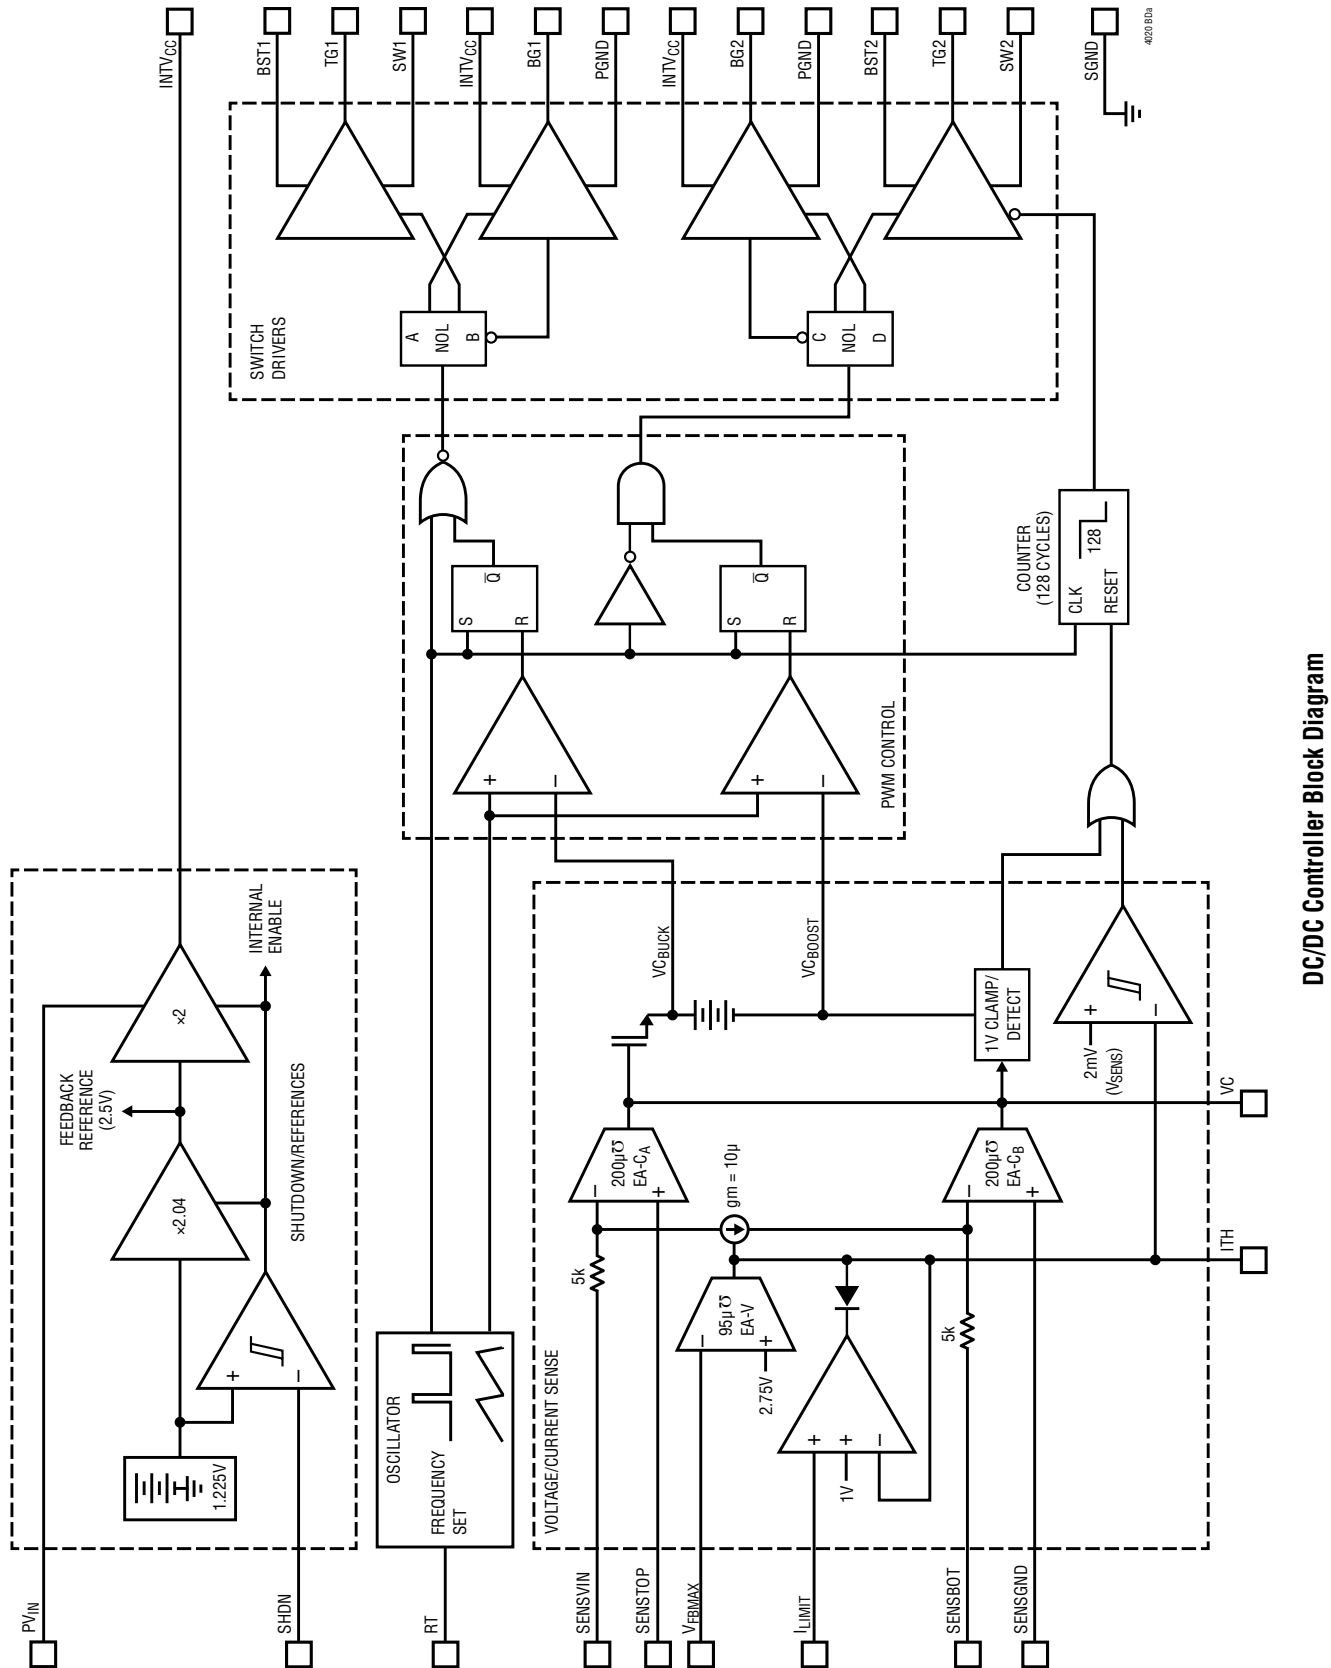 INTVCC
BST1
TG1
SW1
INTVCC
BG1
PGND
INTVCC
BG2
PGND
BST2
TG2
SW2
SGND
4020 BDa
SWITCH
DRIVERS
A
NOL
B
C
NOL
D
S
Q̅
R
S
Q̅
R
PWM CONTROL
+
–
+
–
COUNTER
(128 CYCLES)
CLK
RESET
128
INTERNAL
ENABLE
×2
FEEDBACK
REFERENCE
(2.5V)
×2.04
SHUTDOWN/REFERENCES
+
–
1.225V
PVIN
SHDN
OSCILLATOR
FREQUENCY
SET
RT
VCBUCK
VCBOOST
1V CLAMP/
DETECT
+
–
2mV
(VSENS)
VC
200µ℧
EA-CA
–
+
gm = 10µ
200µ℧
EA-CB
–
+
ITH
5k
95µ℧
EA-V
–
+
2.75V
5k
+
+
–
1V
VOLTAGE/CURRENT SENSE
SENSVIN
SENSTOP
VFBMAX
ILIMIT
SENSBOT
SENSGND
DC/DC Controller Block Diagram